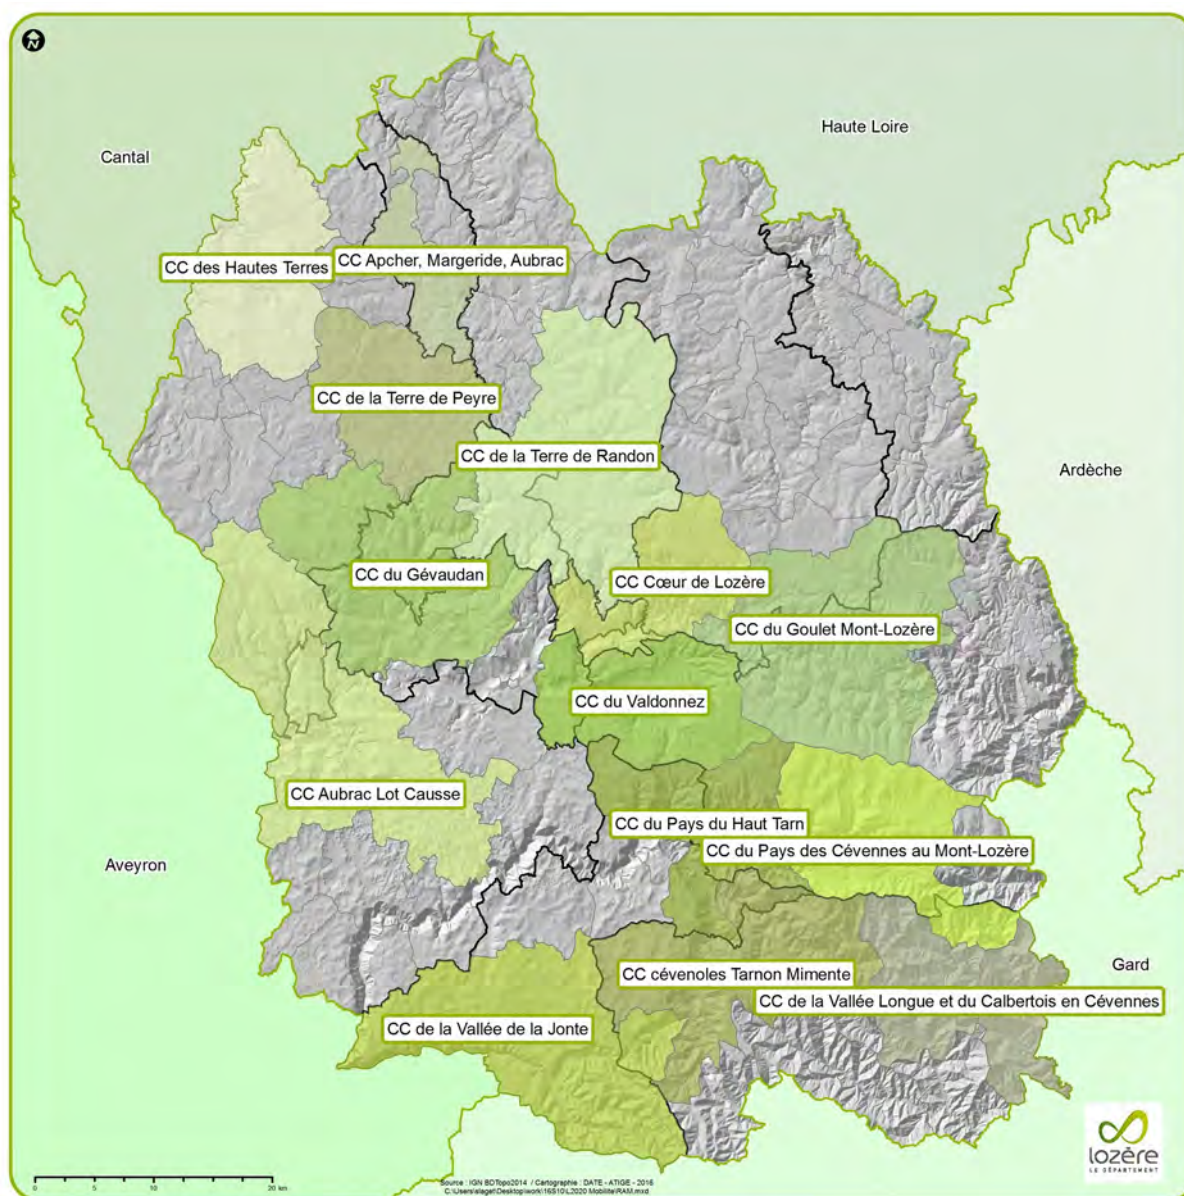 N
Haute Loire
Cantal
CC des Hautes Terres
CC Apcher, Margeride, Aubrac
CC de la Terre de Peyre
CC de la Terre de Randon
Ardèche
CC du Gévaudan
CC Cœur de Lozère
CC du Goulet Mont-Lozère
CC du Valdonnez
CC Aubrac Lot Causse
CC du Pays du Haut Tarn
CC du Pays des Cévennes au Mont-Lozère
Aveyron
Gard
CC cévenoles Tarnon Mimente
CC de la Vallée Longue et du Calbertois en Cévennes
CC de la Vallée de la Jonte
lozère
LE DÉPARTEMENT
0 5 10 20 km
Source : IGN BDTopo2014 / Cartographie : DATE - ATIGE - 2016